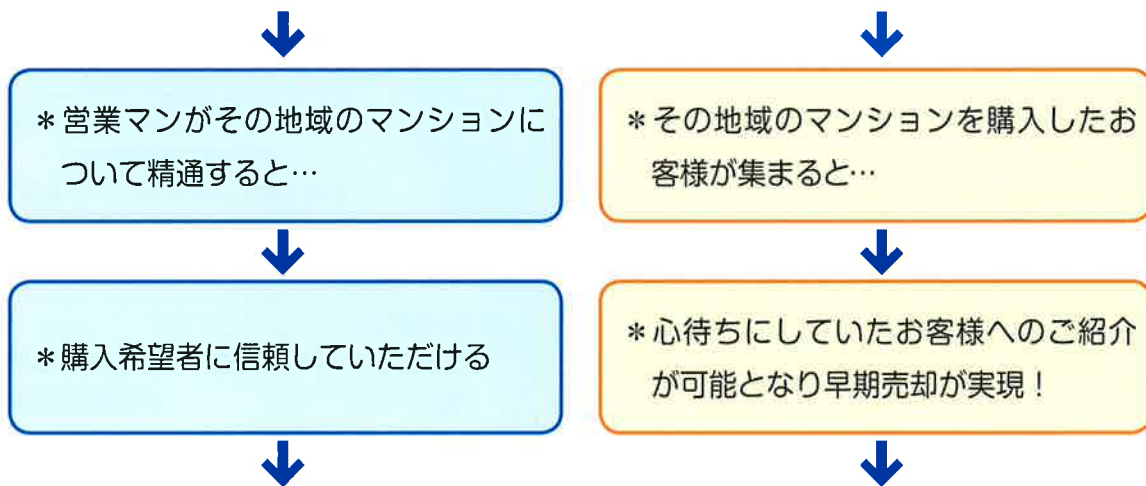 ＊営業マンがその地域のマンションに
ついて精通すると…
＊購入希望者に信頼していただける
＊その地域のマンションを購入したお
客様が集まると…
＊心待ちにしていたお客様へのご紹介
が可能となり早期売却が実現！